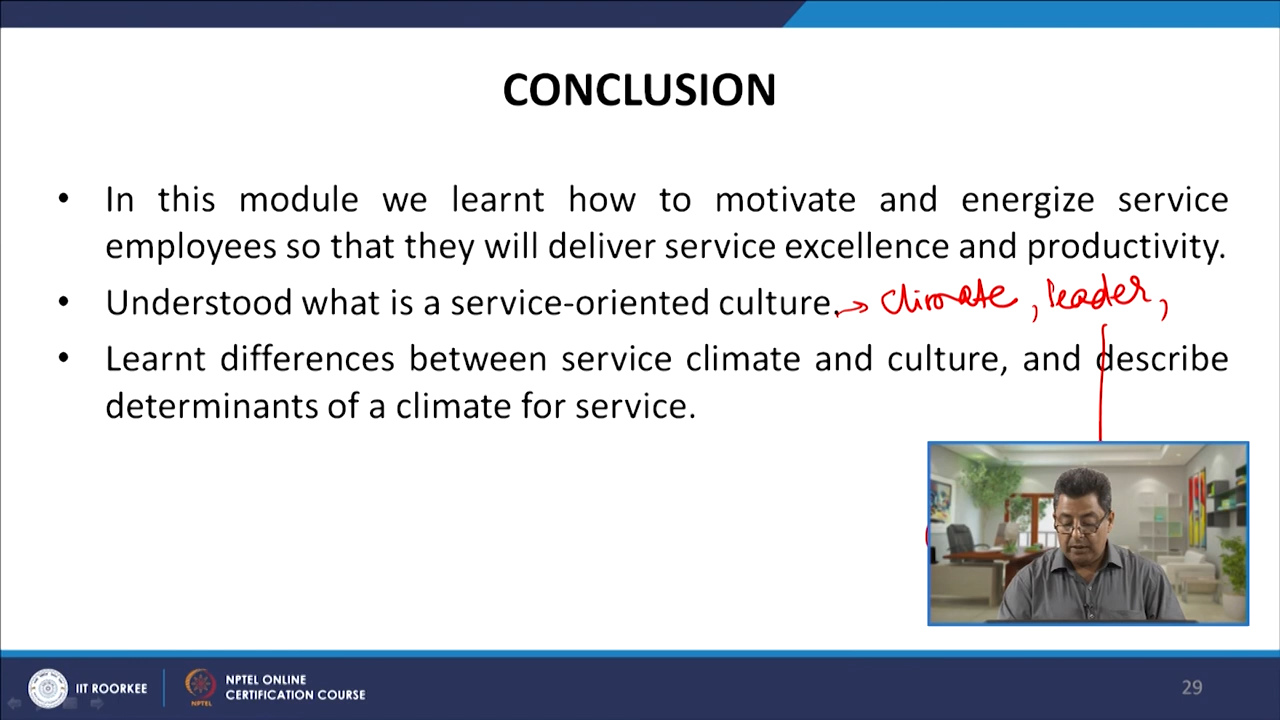 CONCLUSION
• In this module we learnt how to motivate and energize service
employees so that they will deliver service excellence and productivity.
• Understood what is a service-oriented culture. → climate, leader,
• Learnt differences between service climate and culture, and describe
determinants of a climate for service.
IIT ROORKEE
NPTEL
NPTEL ONLINE
CERTIFICATION COURSE
29